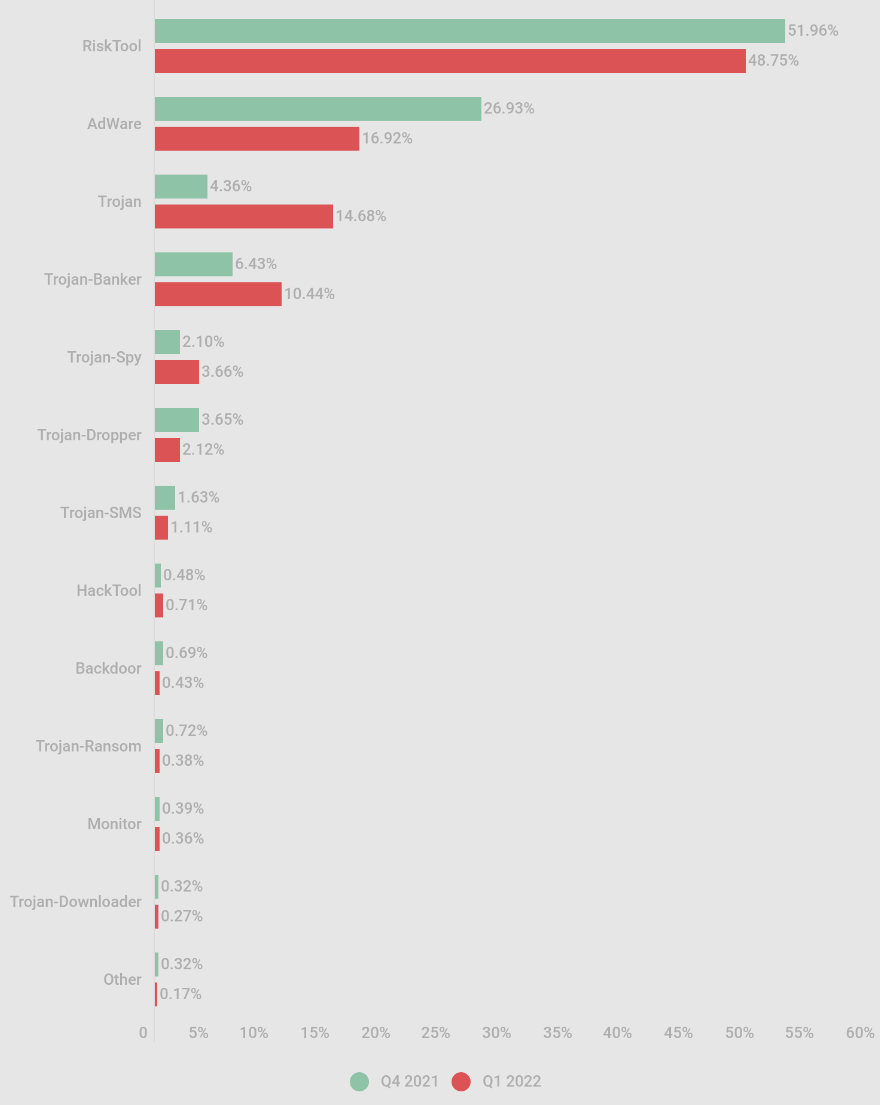 51.96%
RiskTool
48.75%
26.93%
AdWare
16.92%
4.36%
Trojan
14.68%
6.43%
Trojan-Banker
10.44%
2.10%
Trojan-Spy
3.66%
3.65%
Trojan-Dropper
2.12%
1.63%
Trojan-SMS
1.11%
0.48%
HackTool
0.71%
0.69%
Backdoor
0.43%
0.72%
Trojan-Ransom
0.38%
0.39%
Monitor
0.36%
0.32%
Trojan-Downloader
0.27%
0.32%
Other
0.17%
0 5% 10% 15% 20% 25% 30% 35% 40% 45% 50% 55% 60%
Q4 2021 Q1 2022